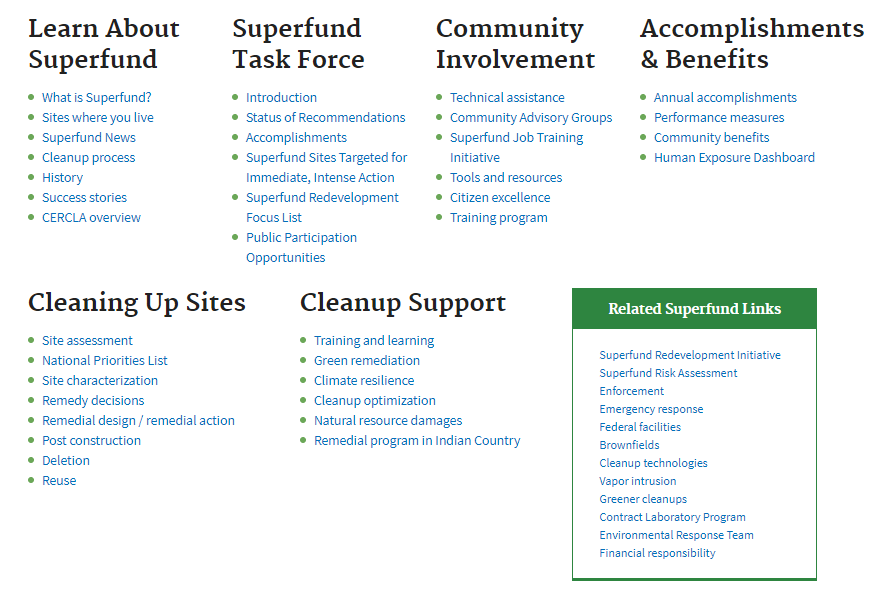 Learn About
Superfund
What is Superfund?
Sites where you live
Superfund News
Cleanup process
History
Success stories
CERCLA overview
Superfund
Task Force
Introduction
Status of Recommendations
Accomplishments
Superfund Sites Targeted for
Immediate, Intense Action
Superfund Redevelopment
Focus List
Public Participation
Opportunities
Community
Involvement
Technical assistance
Community Advisory Groups
Superfund Job Training
Initiative
Tools and resources
Citizen excellence
Training program
Accomplishments
& Benefits
Annual accomplishments
Performance measures
Community benefits
Human Exposure Dashboard
Cleaning Up Sites
Site assessment
National Priorities List
Site characterization
Remedy decisions
Remedial design / remedial action
Post construction
Deletion
Reuse
Cleanup Support
Training and learning
Green remediation
Climate resilience
Cleanup optimization
Natural resource damages
Remedial program in Indian Country
Related Superfund Links
Superfund Redevelopment Initiative
Superfund Risk Assessment
Enforcement
Emergency response
Federal facilities
Brownfields
Cleanup technologies
Vapor intrusion
Greener cleanups
Contract Laboratory Program
Environmental Response Team
Financial responsibility